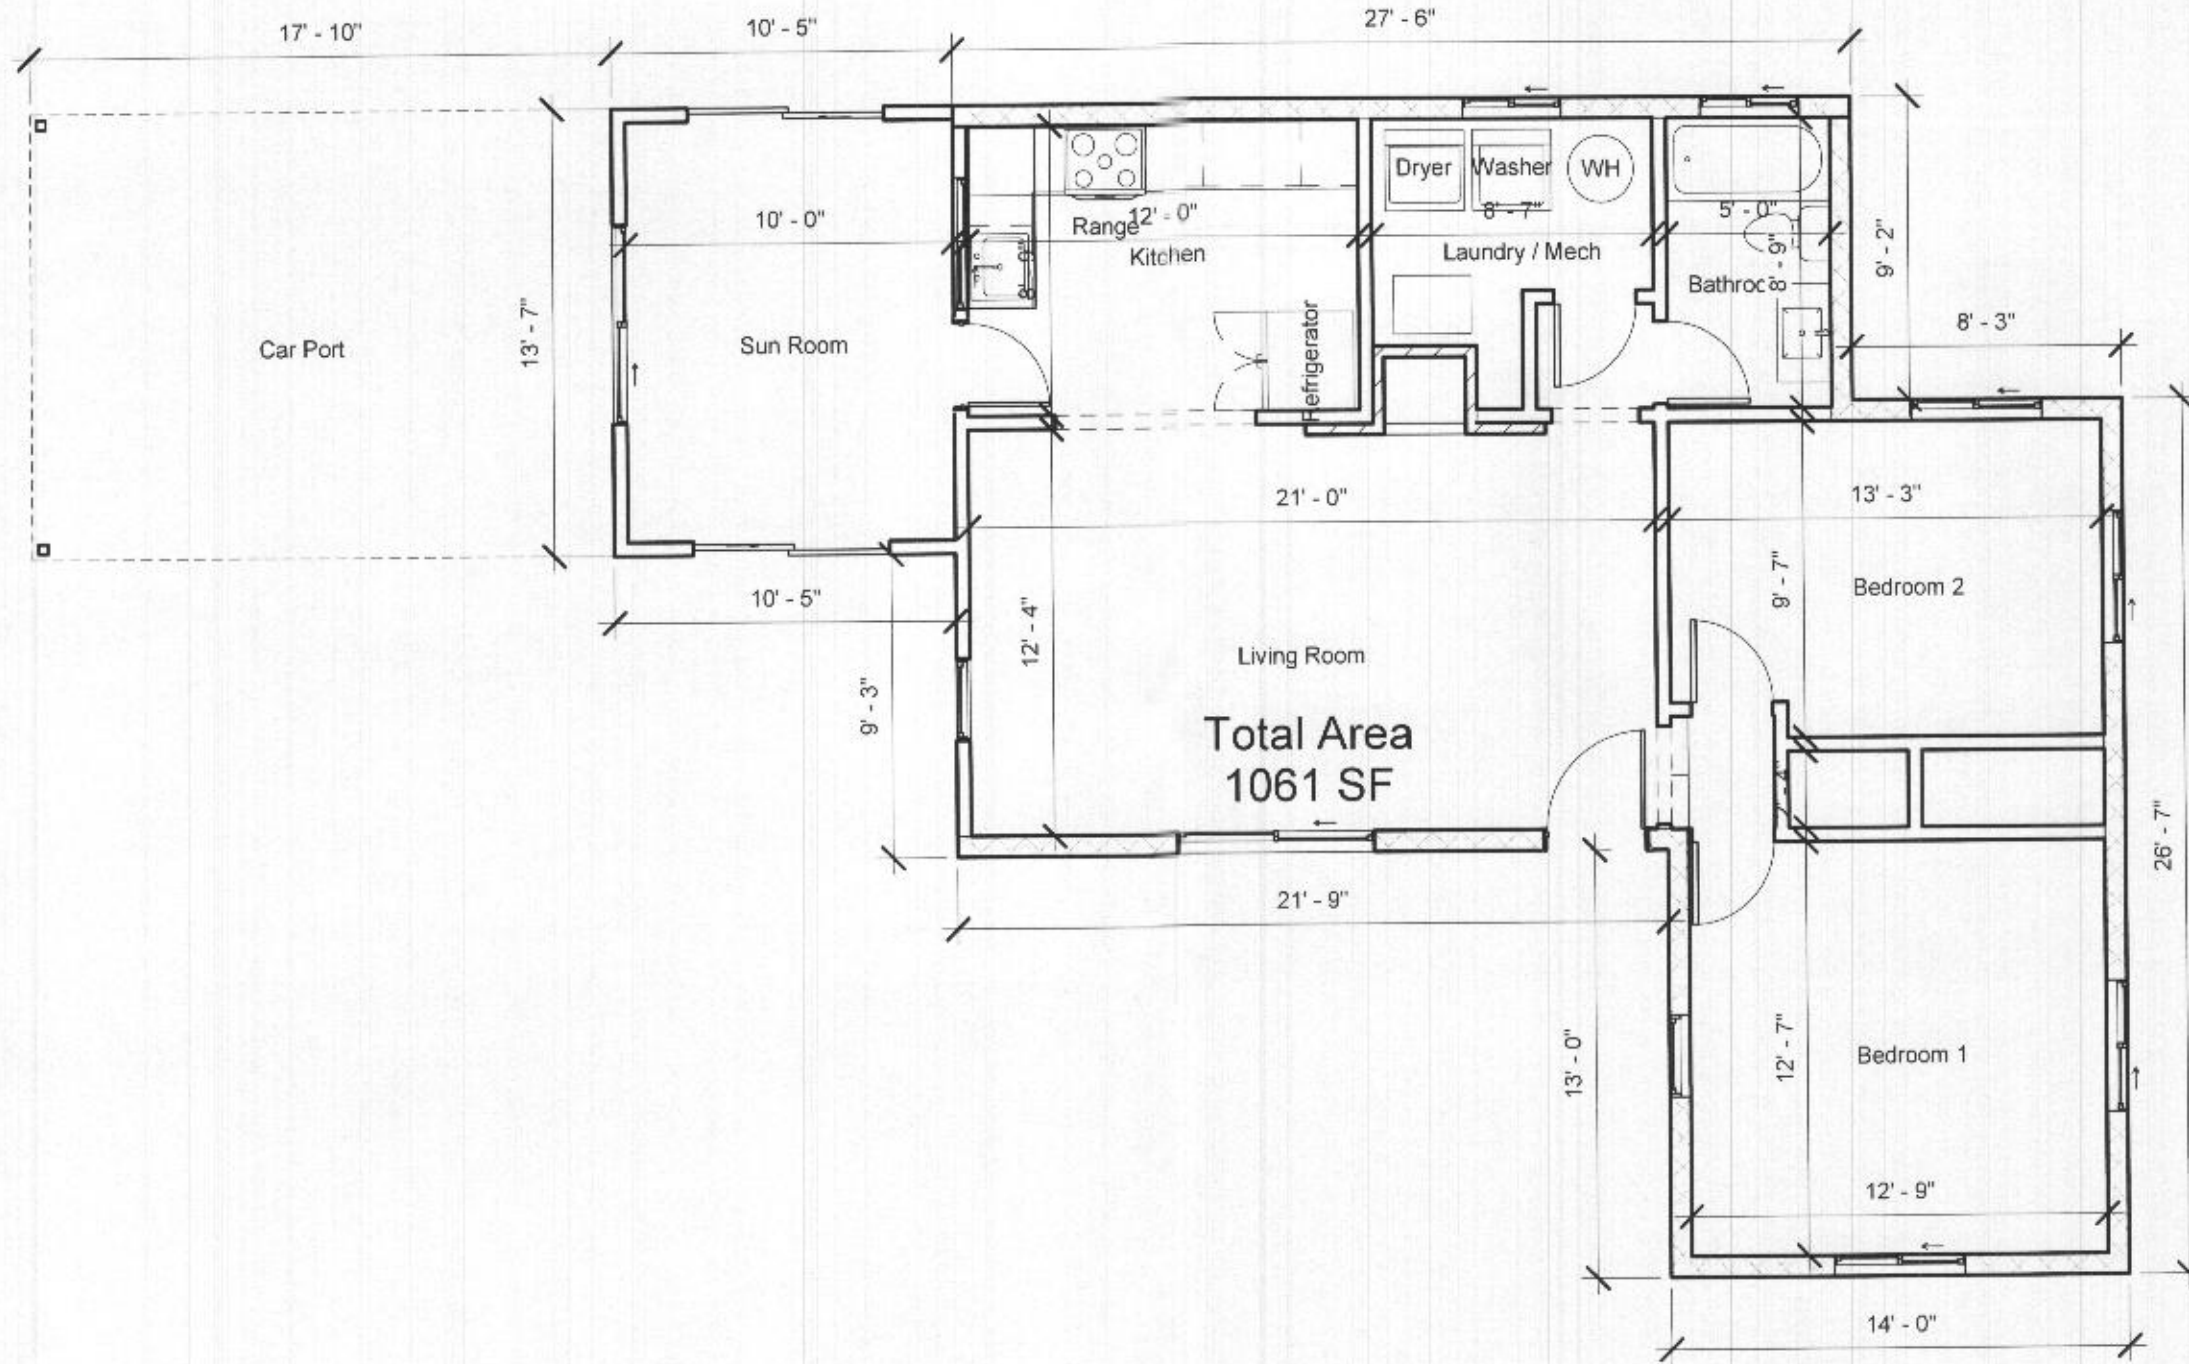 17' - 10"
10' - 5"
27' - 6"
Dryer
Washer
WH
10' - 0"
Range
12' - 0"
8' - 7"
5' - 0"
Kitchen
Laundry / Mech
8' - 9"
9' - 2"
13' - 7"
Car Port
Sun Room
8' - 3"
21' - 0"
13' - 3"
10' - 5"
12' - 4"
9' - 7"
Bedroom 2
Living Room
9' - 3"
Total Area
1061 SF
26' - 7"
21' - 9"
13' - 0"
12' - 7"
Bedroom 1
12' - 9"
14' - 0"